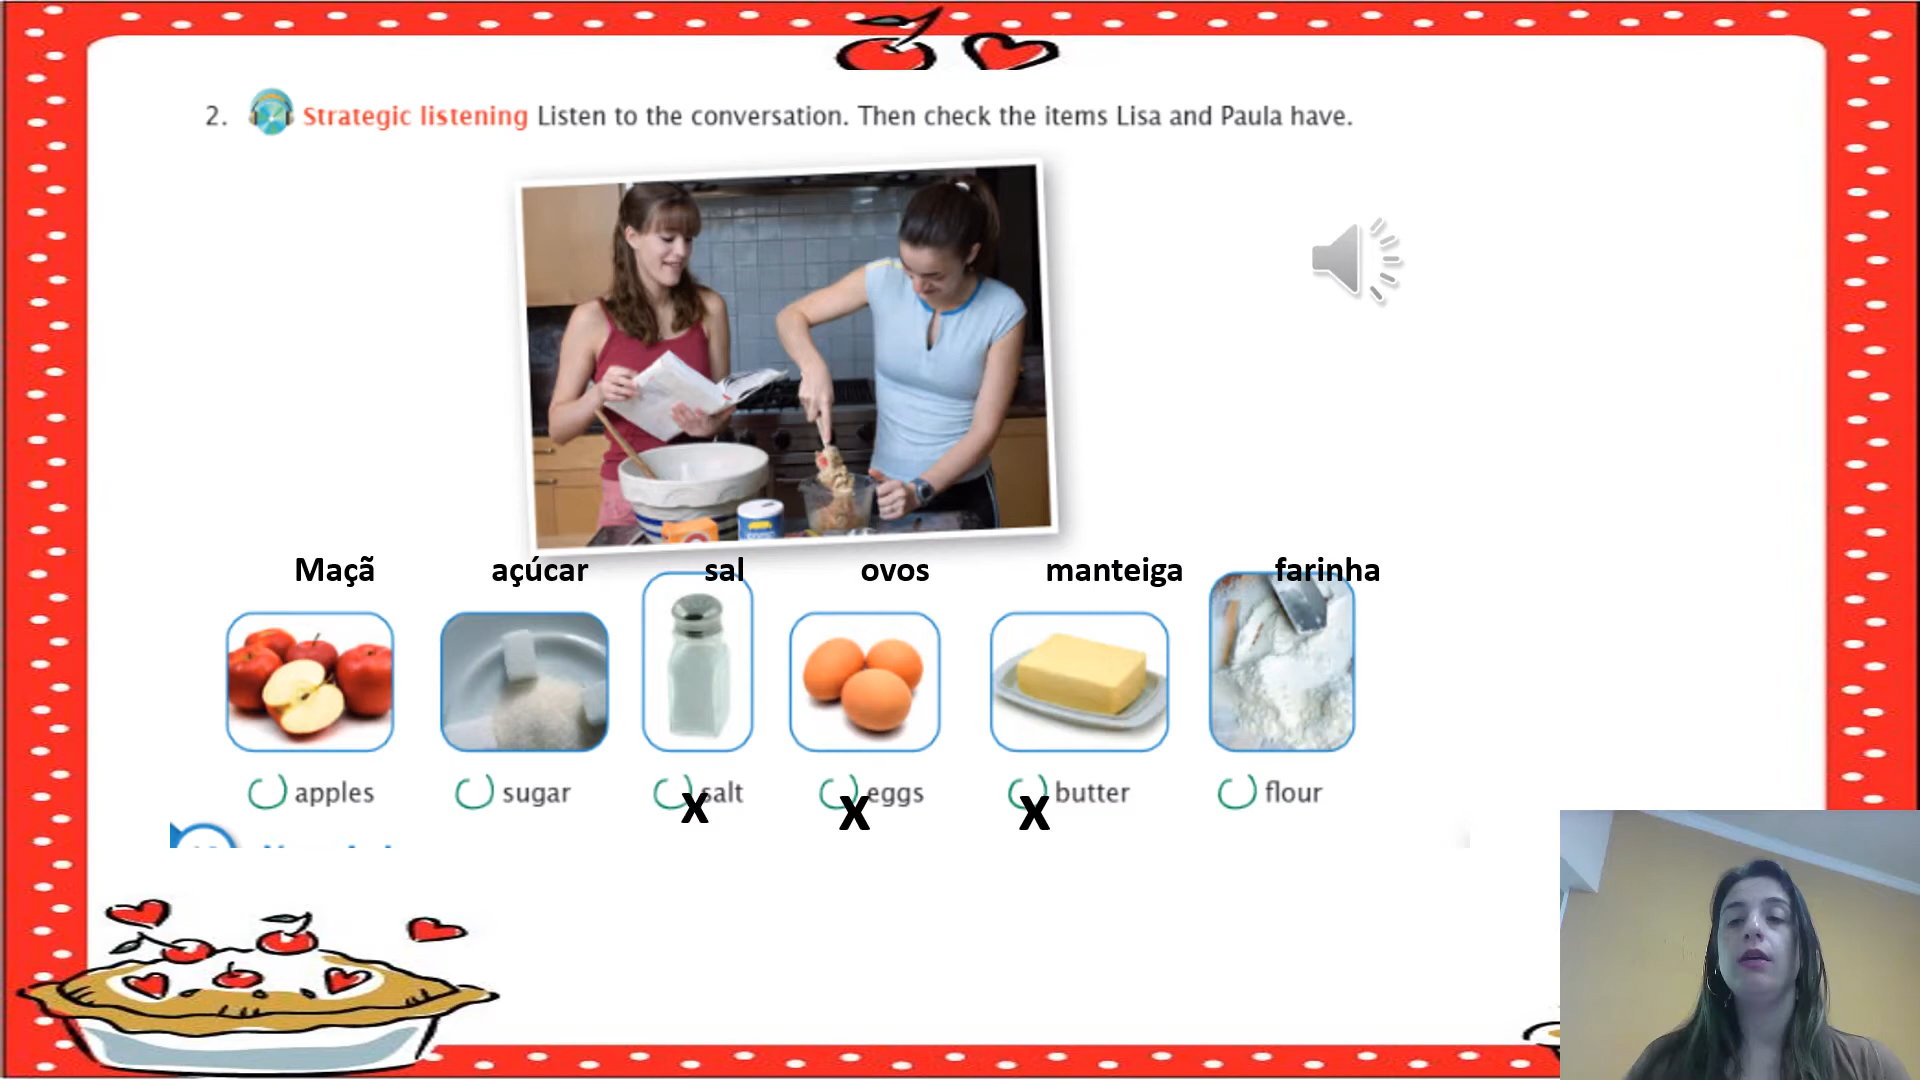 2. Strategic listening Listen to the conversation. Then check the items Lisa and Paula have.
Maçã açúcar sal ovos manteiga farinha
apples sugar salt eggs butter flour
x x x